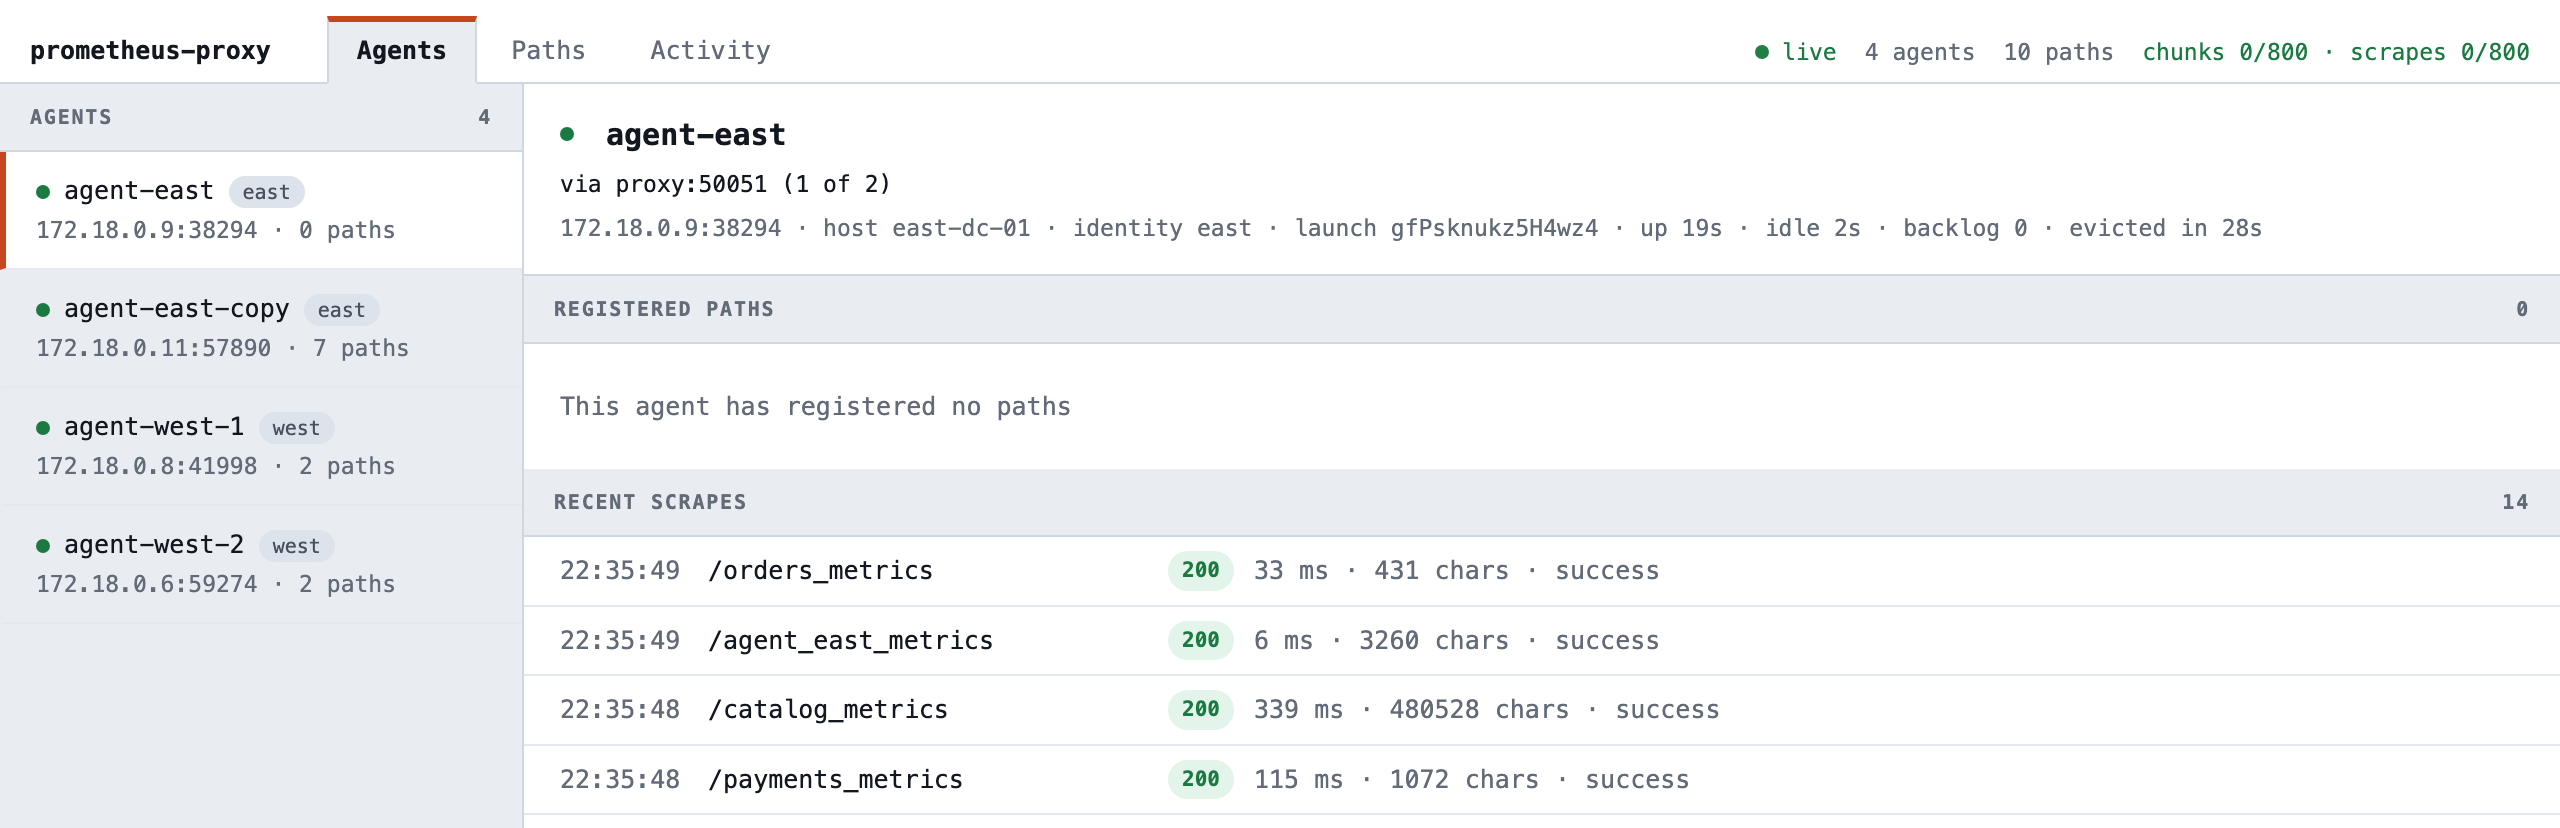 prometheus-proxy Agents Paths Activity ● live 4 agents 10 paths chunks 0/800 · scrapes 0/800
AGENTS 4
agent-east east
172.18.0.9:38294 · 0 paths
agent-east-copy east
172.18.0.11:57890 · 7 paths
agent-west-1 west
172.18.0.8:41998 · 2 paths
agent-west-2 west
172.18.0.6:59274 · 2 paths
agent-east
via proxy:50051 (1 of 2)
172.18.0.9:38294 · host east-dc-01 · identity east · launch gfPsknukz5H4wz4 · up 19s · idle 2s · backlog 0 · evicted in 28s
REGISTERED PATHS 0
This agent has registered no paths
RECENT SCRAPES 14
22:35:49 /orders_metrics 200 33 ms · 431 chars · success
22:35:49 /agent_east_metrics 200 6 ms · 3260 chars · success
22:35:48 /catalog_metrics 200 339 ms · 480528 chars · success
22:35:48 /payments_metrics 200 115 ms · 1072 chars · success